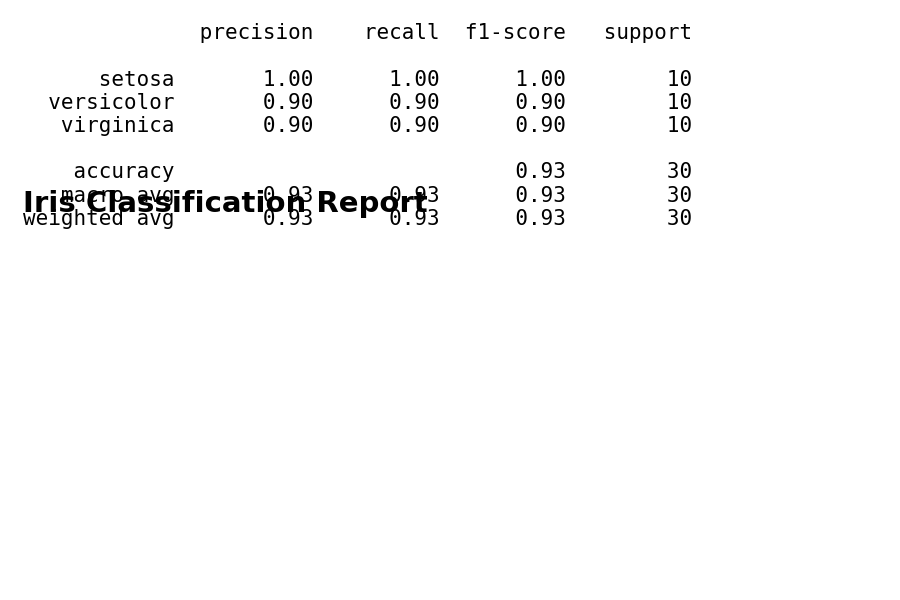 precision recall f1-score support
setosa 1.00 1.00 1.00 10
versicolor 0.90 0.90 0.90 10
virginica 0.90 0.90 0.90 10
accuracy 0.93 30
macro avg 0.93 0.93 0.93 30
Iris Classification Report
weighted avg 0.93 0.93 0.93 30